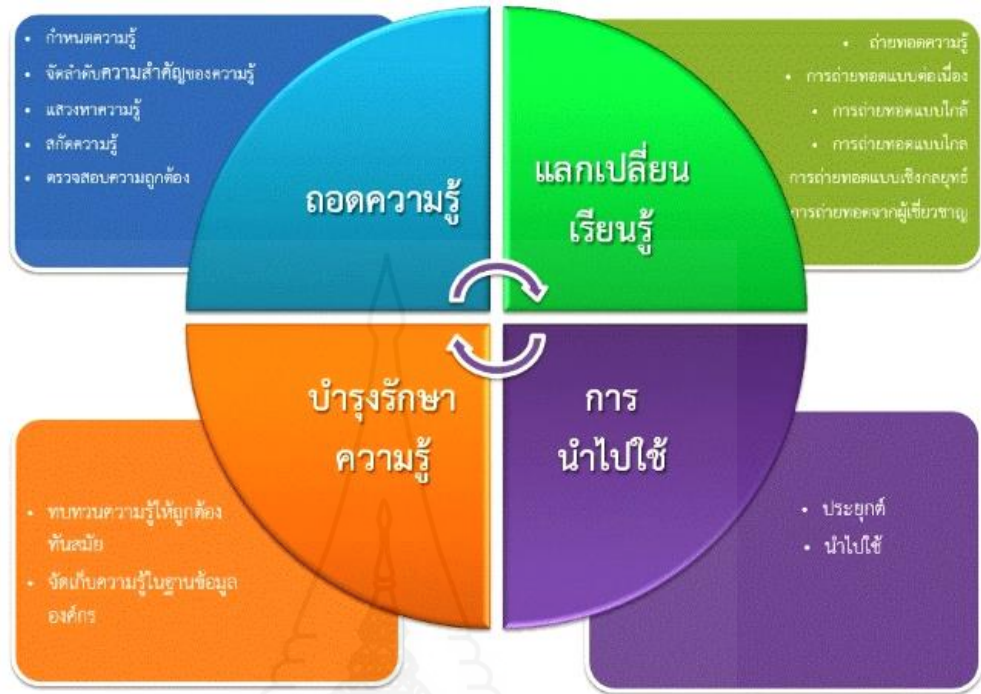 • กำหนดความรู้
• จัดลำดับความสำคัญของความรู้
• แสวงหาความรู้
• สกัดความรู้
• ตรวจสอบความถูกต้อง
ถอดความรู้
แลกเปลี่ยน
เรียนรู้
• ถ่ายทอดความรู้
• การถ่ายทอดแบบต่อเนื่อง
• การถ่ายทอดแบบใกล้
• การถ่ายทอดแบบไกล
การถ่ายทอดแบบเชิงกลยุทธ์
การถ่ายทอดจากผู้เชี่ยวชาญ
บำรุงรักษา
ความรู้
• ทบทวนความรู้ให้ถูกต้อง
ทันสมัย
• จัดเก็บความรู้ในฐานข้อมูล
องค์กร
การ
นำไปใช้
• ประยุกต์
• นำไปใช้